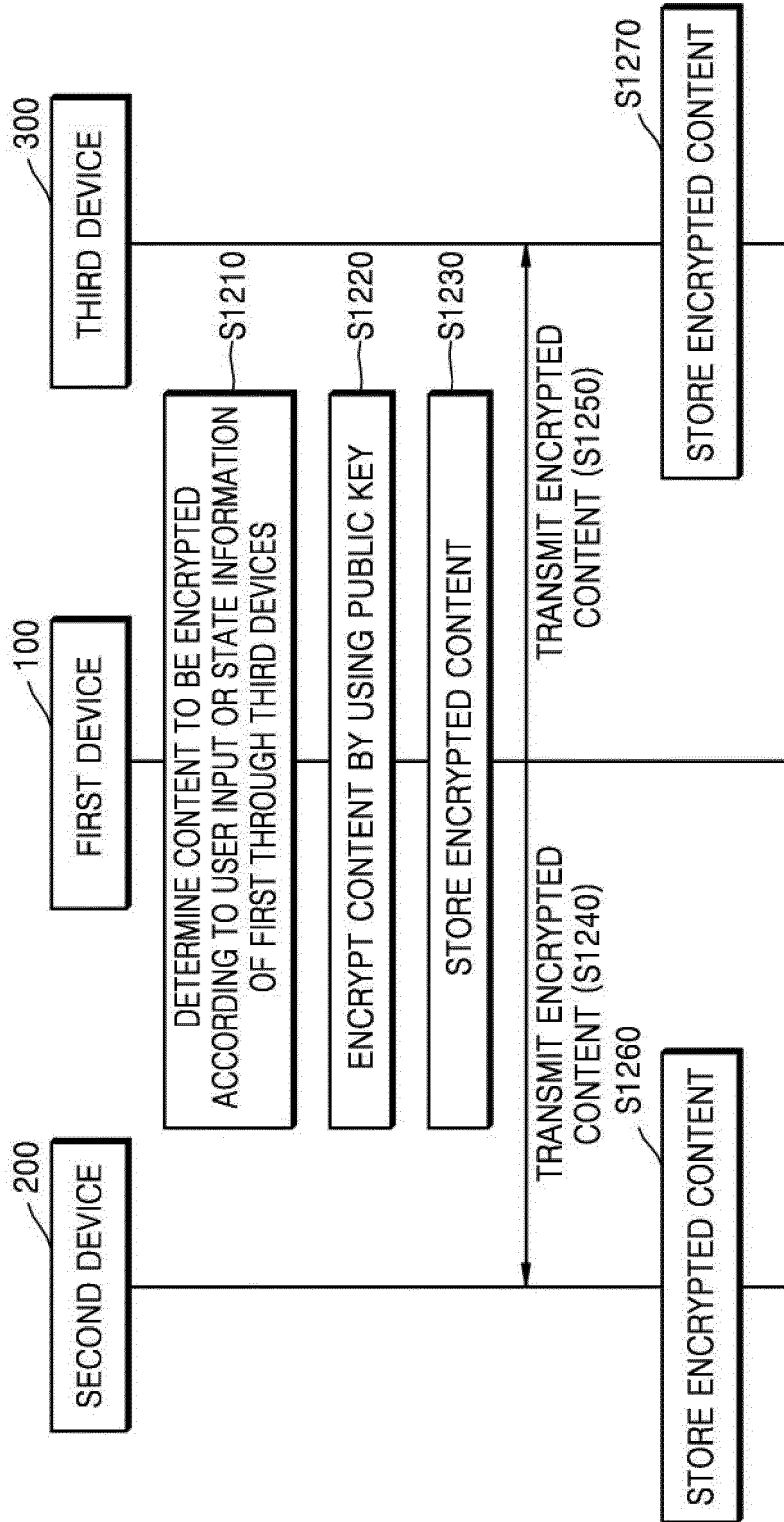 200
SECOND DEVICE
100
FIRST DEVICE
300
THIRD DEVICE
DETERMINE CONTENT TO BE ENCRYPTED
ACCORDING TO USER INPUT OR STATE INFORMATION
OF FIRST THROUGH THIRD DEVICES
S1210
ENCRYPT CONTENT BY USING PUBLIC KEY
S1220
STORE ENCRYPTED CONTENT
S1230
TRANSMIT ENCRYPTED
CONTENT (S1240)
TRANSMIT ENCRYPTED
CONTENT (S1250)
S1260
STORE ENCRYPTED CONTENT
S1270
STORE ENCRYPTED CONTENT